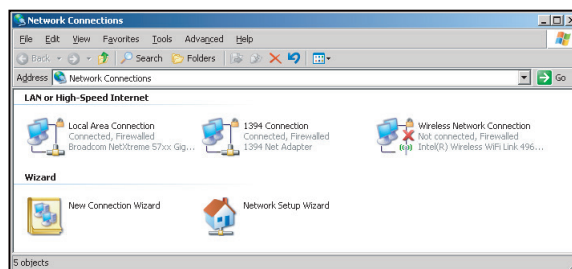 Network Connections
File Edit View Favorites Tools Advanced Help
Back Search Folders
Address Network Connections Go
LAN or High-Speed Internet
Local Area Connection
Connected, Firewalled
Broadcom NetXtreme 57xx Gig...
1394 Connection
Connected, Firewalled
1394 Net Adapter
Wireless Network Connection
Not connected, Firewalled
Intel(R) Wireless WiFi Link 496...
Wizard
New Connection Wizard
Network Setup Wizard
5 objects